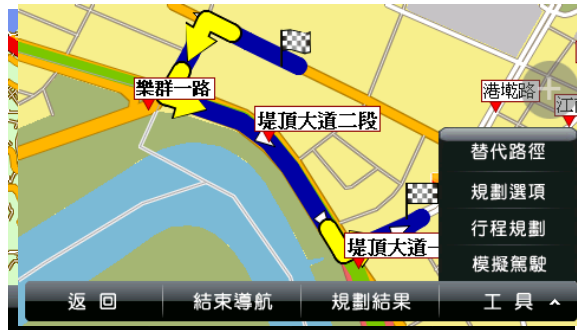 樂群一路
港墘路
堤頂大道二段
替代路徑
規劃選項
行程規劃
堤頂大道一
模擬駕駛
返回
結束導航
規劃結果
工具